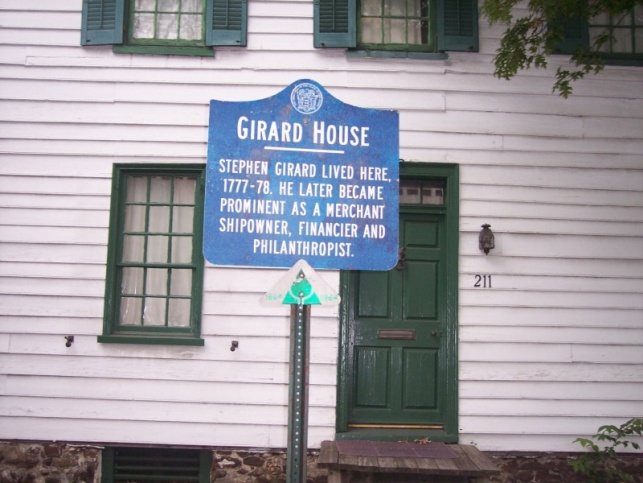 GIRARD HOUSE
STEPHEN GIRARD LIVED HERE,
1777-78. HE LATER BECAME
PROMINENT AS A MERCHANT
SHIPOWNER, FINANCIER AND
PHILANTHROPIST.
211